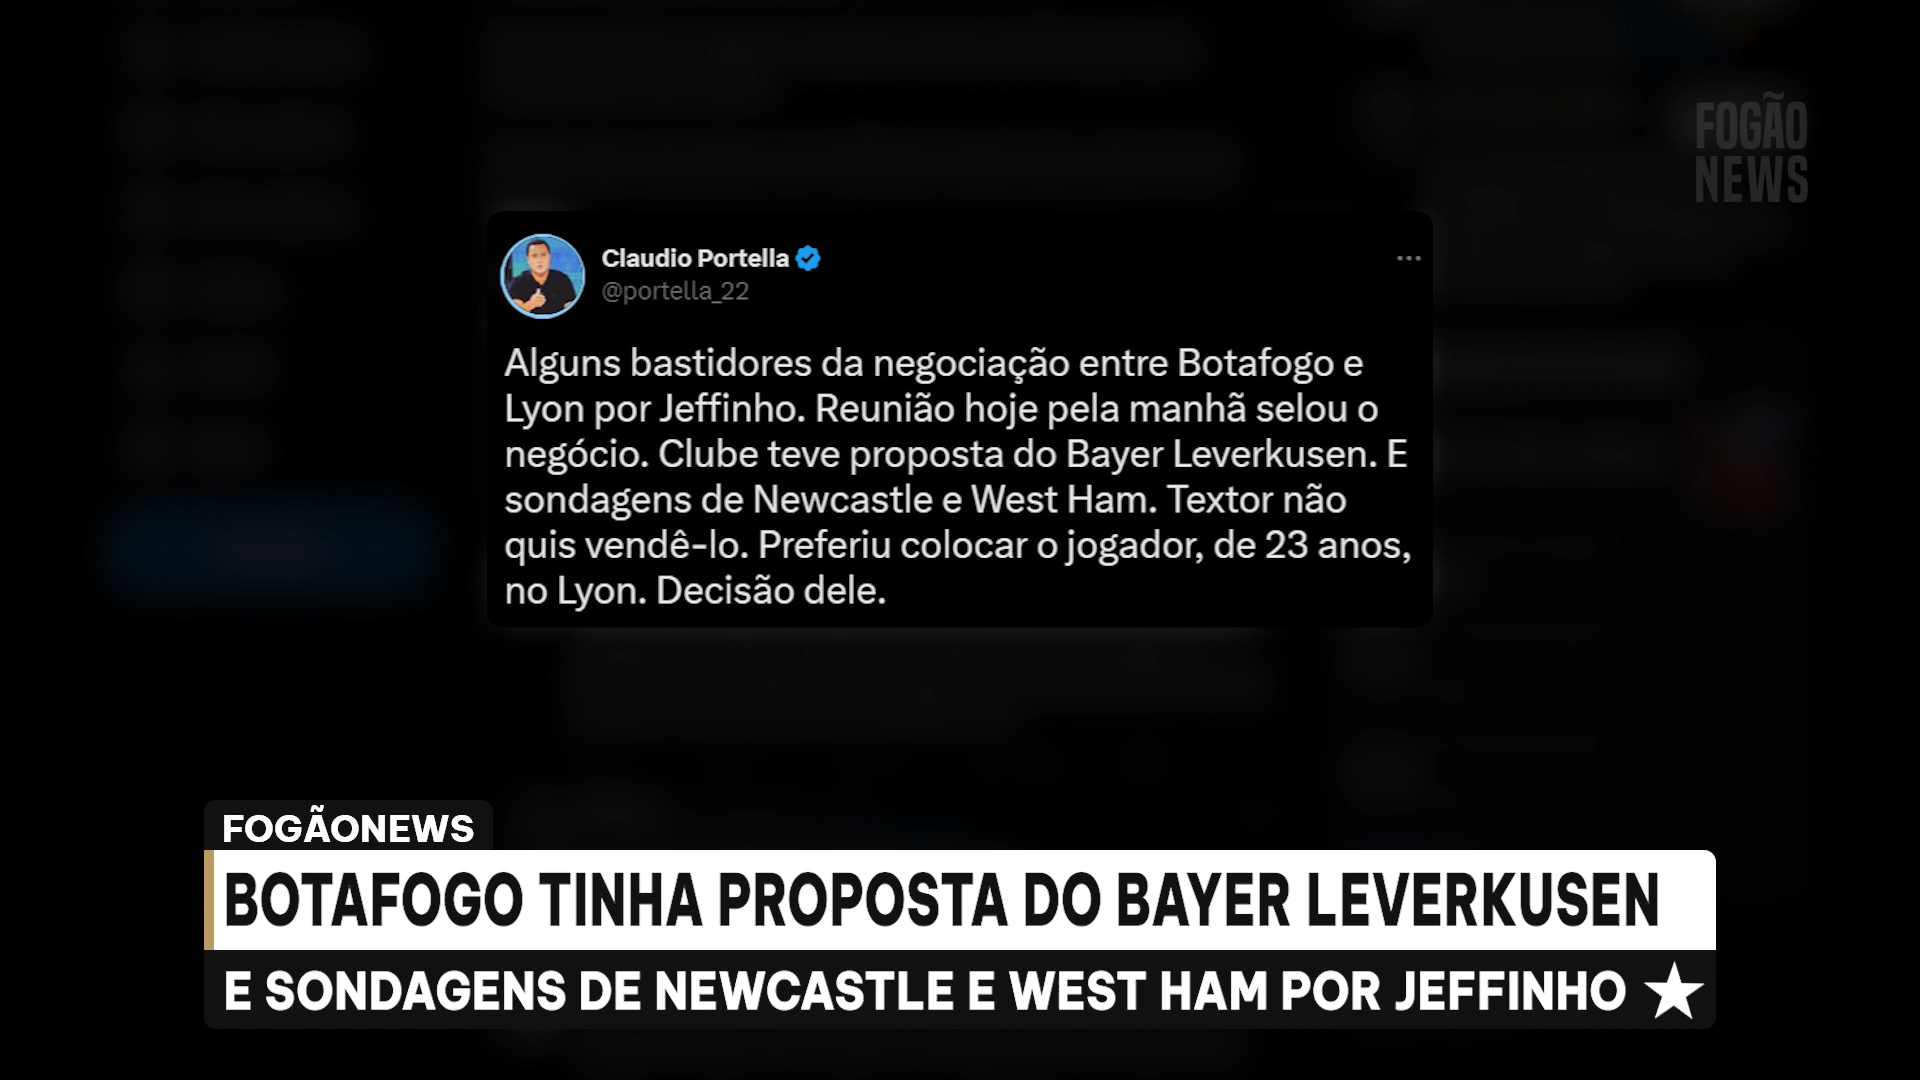 FOGÃO
NEWS
Claudio Portella
@portella_22
Alguns bastidores da negociação entre Botafogo e
Lyon por Jeffinho. Reunião hoje pela manhã selou o
negócio. Clube teve proposta do Bayer Leverkusen. E
sondagens de Newcastle e West Ham. Textor não
quis vendê-lo. Preferiu colocar o jogador, de 23 anos,
no Lyon. Decisão dele.
FOGÃONEWS
BOTAFOGO TINHA PROPOSTA DO BAYER LEVERKUSEN
E SONDAGENS DE NEWCASTLE E WEST HAM POR JEFFINHO